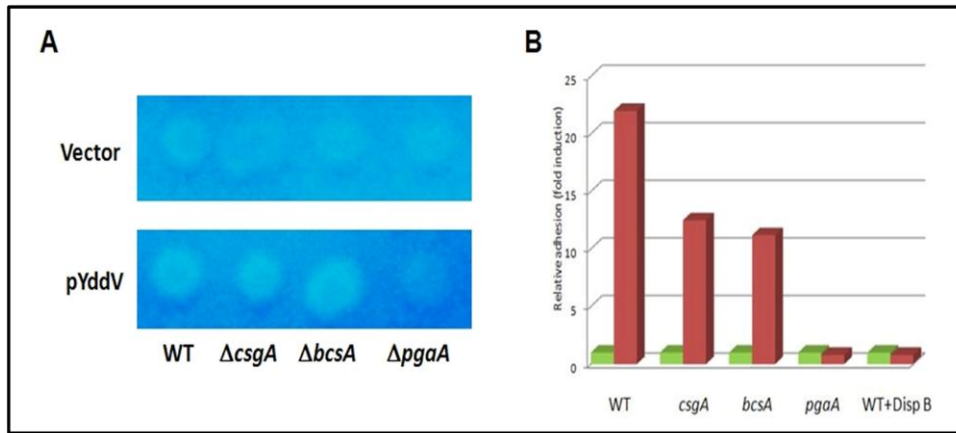 A
Vector
pYddV
WT ΔcsgA ΔbcsA ΔpgaA
B
Relative adhesion (fold induction)
25
20
15
10
5
0
WT csgA bcsA pgaA WT+Disp B